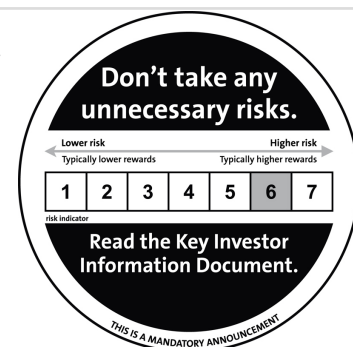 Don't take any
unnecessary risks.
Lower risk Higher risk
Typically lower rewards Typically higher rewards
1 2 3 4 5 6 7
risk indicator
Read the Key Investor
Information Document.
THIS IS A MANDATORY ANNOUNCEMENT